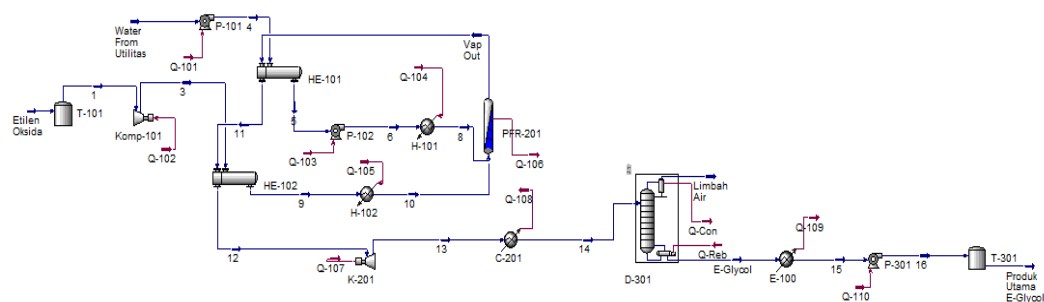 Water
From
Utilitas
P-101
4
Q-101
HE-101
Vap
Out
Q-104
1
3
Etilen
Oksida
T-101
Komp-101
Q-102
11
5
P-102
Q-103
6
H-101
8
PFR-201
Q-106
HE-102
9
Q-105
H-102
10
Q-108
12
Q-107
K-201
13
C-201
14
Limbah
Air
Q-Con
Q-Reb
D-301
E-Glycol
Q-109
E-100
15
P-301
Q-110
16
T-301
Produk
Utama
E-Glycol